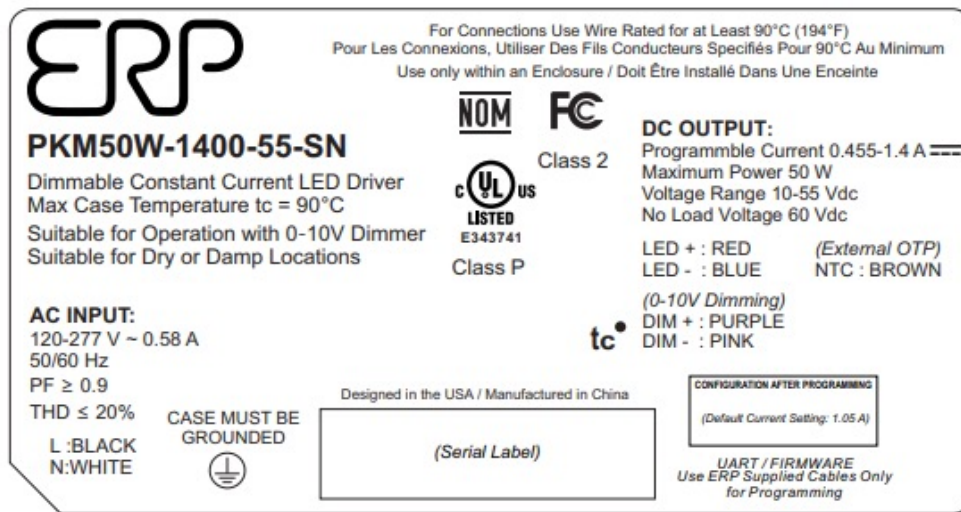 ERP
For Connections Use Wire Rated for at Least 90°C (194°F)
Pour Les Connexions, Utiliser Des Fils Conducteurs Specifiés Pour 90°C Au Minimum
Use only within an Enclosure / Doit Être Installé Dans Une Enceinte
PKM50W-1400-55-SN
Dimmable Constant Current LED Driver
Max Case Temperature tc = 90°C
Suitable for Operation with 0-10V Dimmer
Suitable for Dry or Damp Locations
NOM
FC
Class 2
C UL US
LISTED
E343741
Class P
DC OUTPUT:
Programmble Current 0.455-1.4 A
Maximum Power 50 W
Voltage Range 10-55 Vdc
No Load Voltage 60 Vdc
LED + : RED (External OTP)
LED - : BLUE NTC : BROWN
(0-10V Dimming)
DIM + : PURPLE
DIM - : PINK
tc
AC INPUT:
120-277 V ~ 0.58 A
50/60 Hz
PF ≥ 0.9
THD ≤ 20%
L :BLACK
N:WHITE
CASE MUST BE
GROUNDED
Designed in the USA / Manufactured in China
(Serial Label)
CONFIGURATION AFTER PROGRAMMING
(Default Current Setting: 1.05 A)
UART / FIRMWARE
Use ERP Supplied Cables Only
for Programming